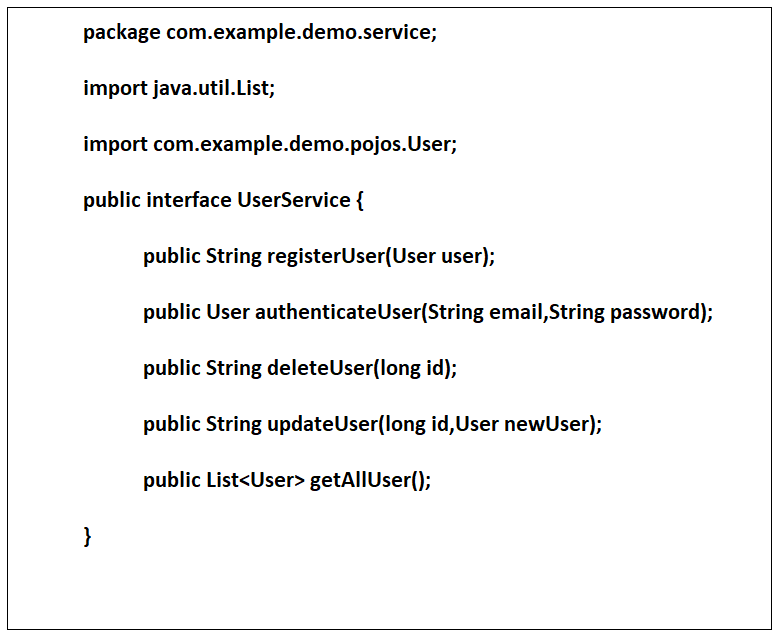 package com.example.demo.service;
import java.util.List;
import com.example.demo.pojos.User;
public interface UserService {
public String registerUser(User user);
public User authenticateUser(String email,String password);
public String deleteUser(long id);
public String updateUser(long id,User newUser);
public List<User> getAllUser();
}